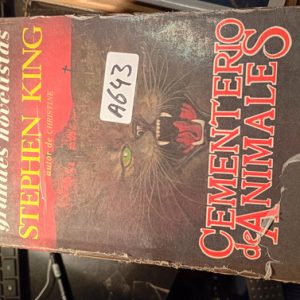 grandes novelistas
STEPHEN KING
autor de CHRISTINE
A643
CEMENTERIO
de ANIMALES